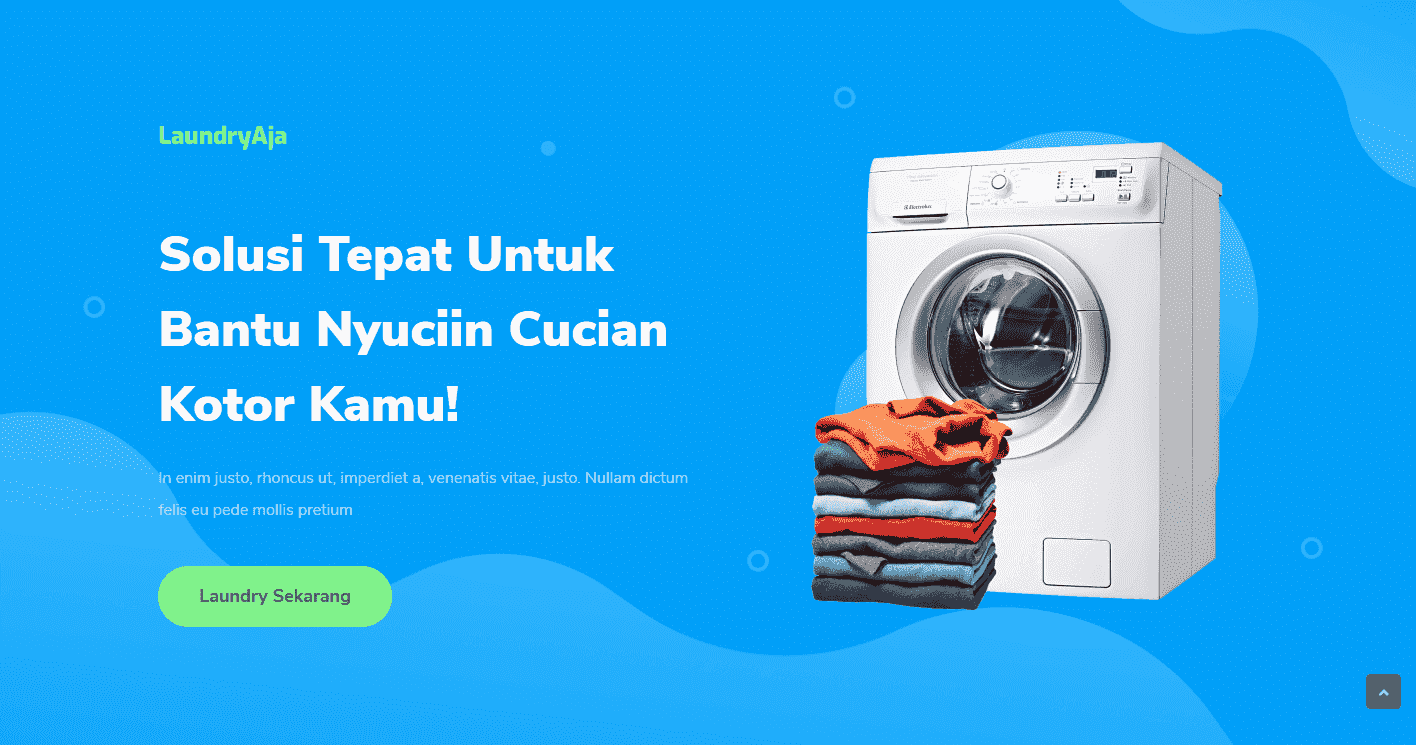 LaundryAja
Solusi Tepat Untuk
Bantu Nyuciin Cucian
Kotor Kamu!
In enim justo, rhoncus ut, imperdiet a, venenatis vitae, justo. Nullam dictum
felis eu pede mollis pretium
Laundry Sekarang
Electrolux